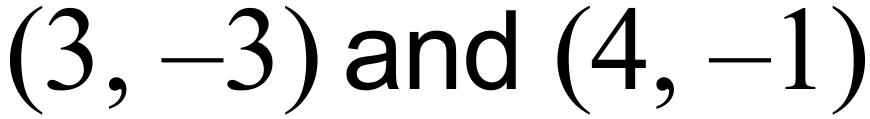 (3, −3) and (4, −1)